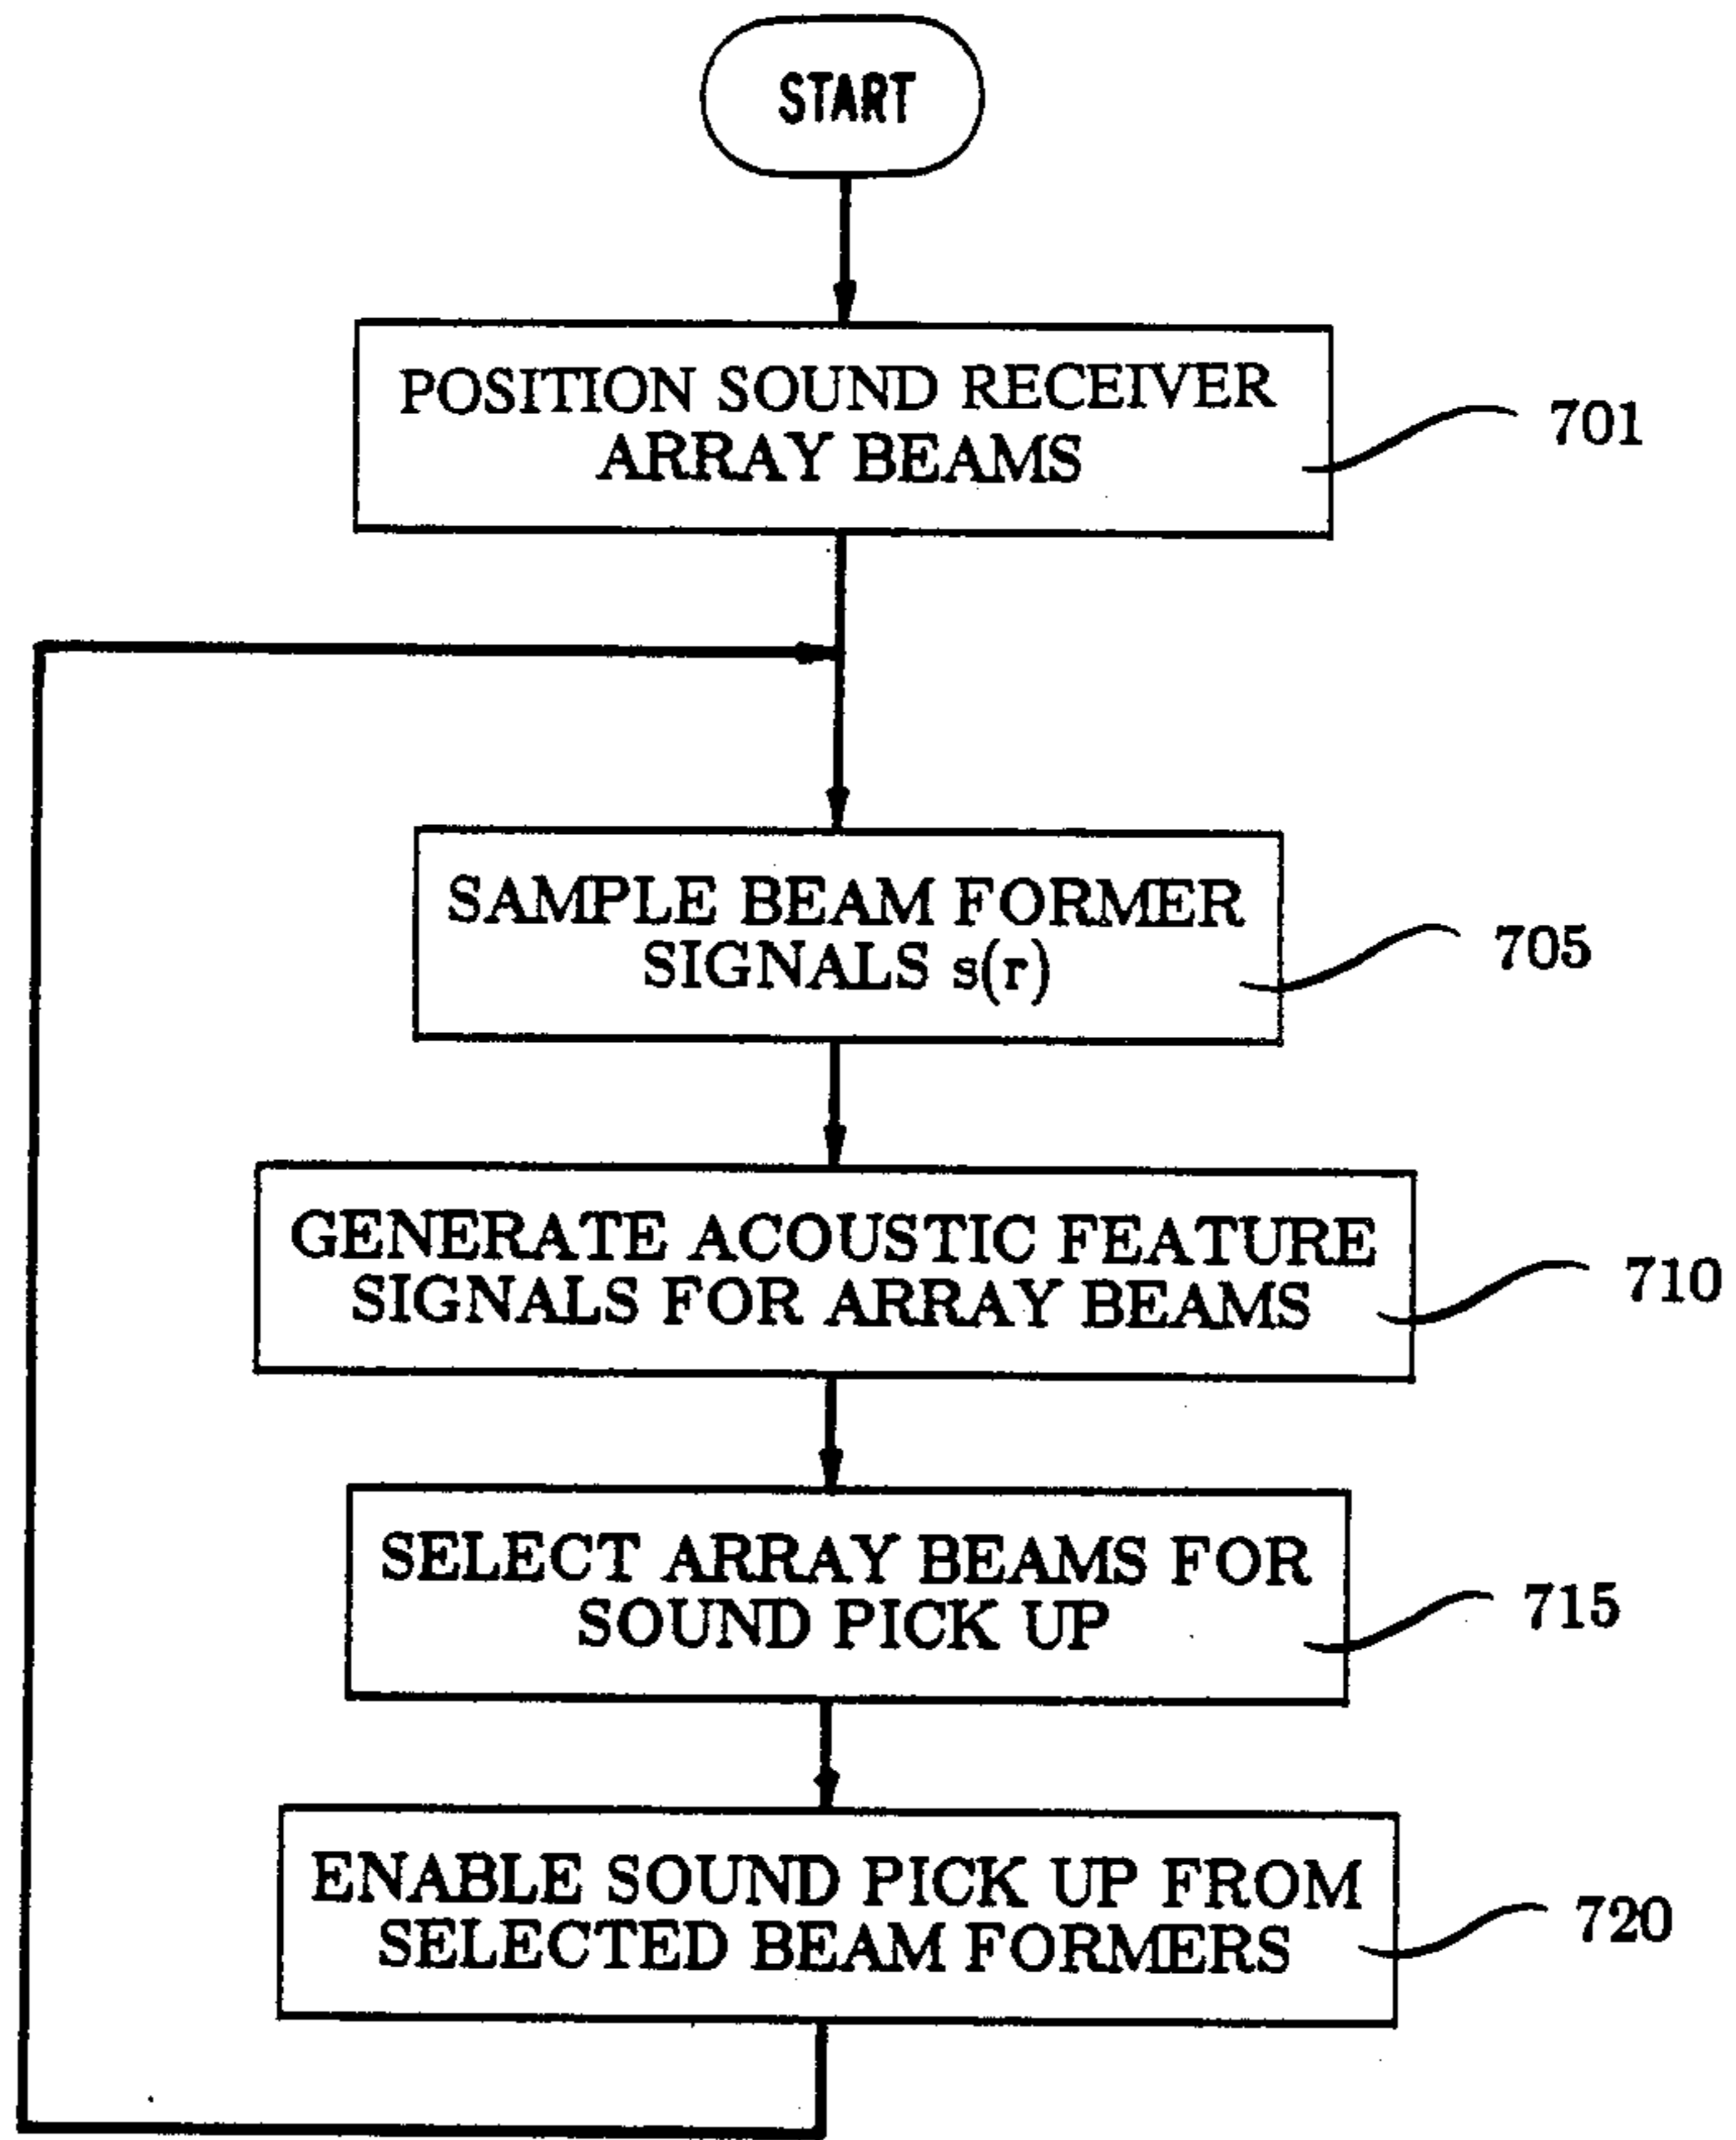 START
POSITION SOUND RECEIVER
ARRAY BEAMS
701
SAMPLE BEAM FORMER
SIGNALS s(r)
705
GENERATE ACOUSTIC FEATURE
SIGNALS FOR ARRAY BEAMS
710
SELECT ARRAY BEAMS FOR
SOUND PICK UP
715
ENABLE SOUND PICK UP FROM
SELECTED BEAM FORMERS
720